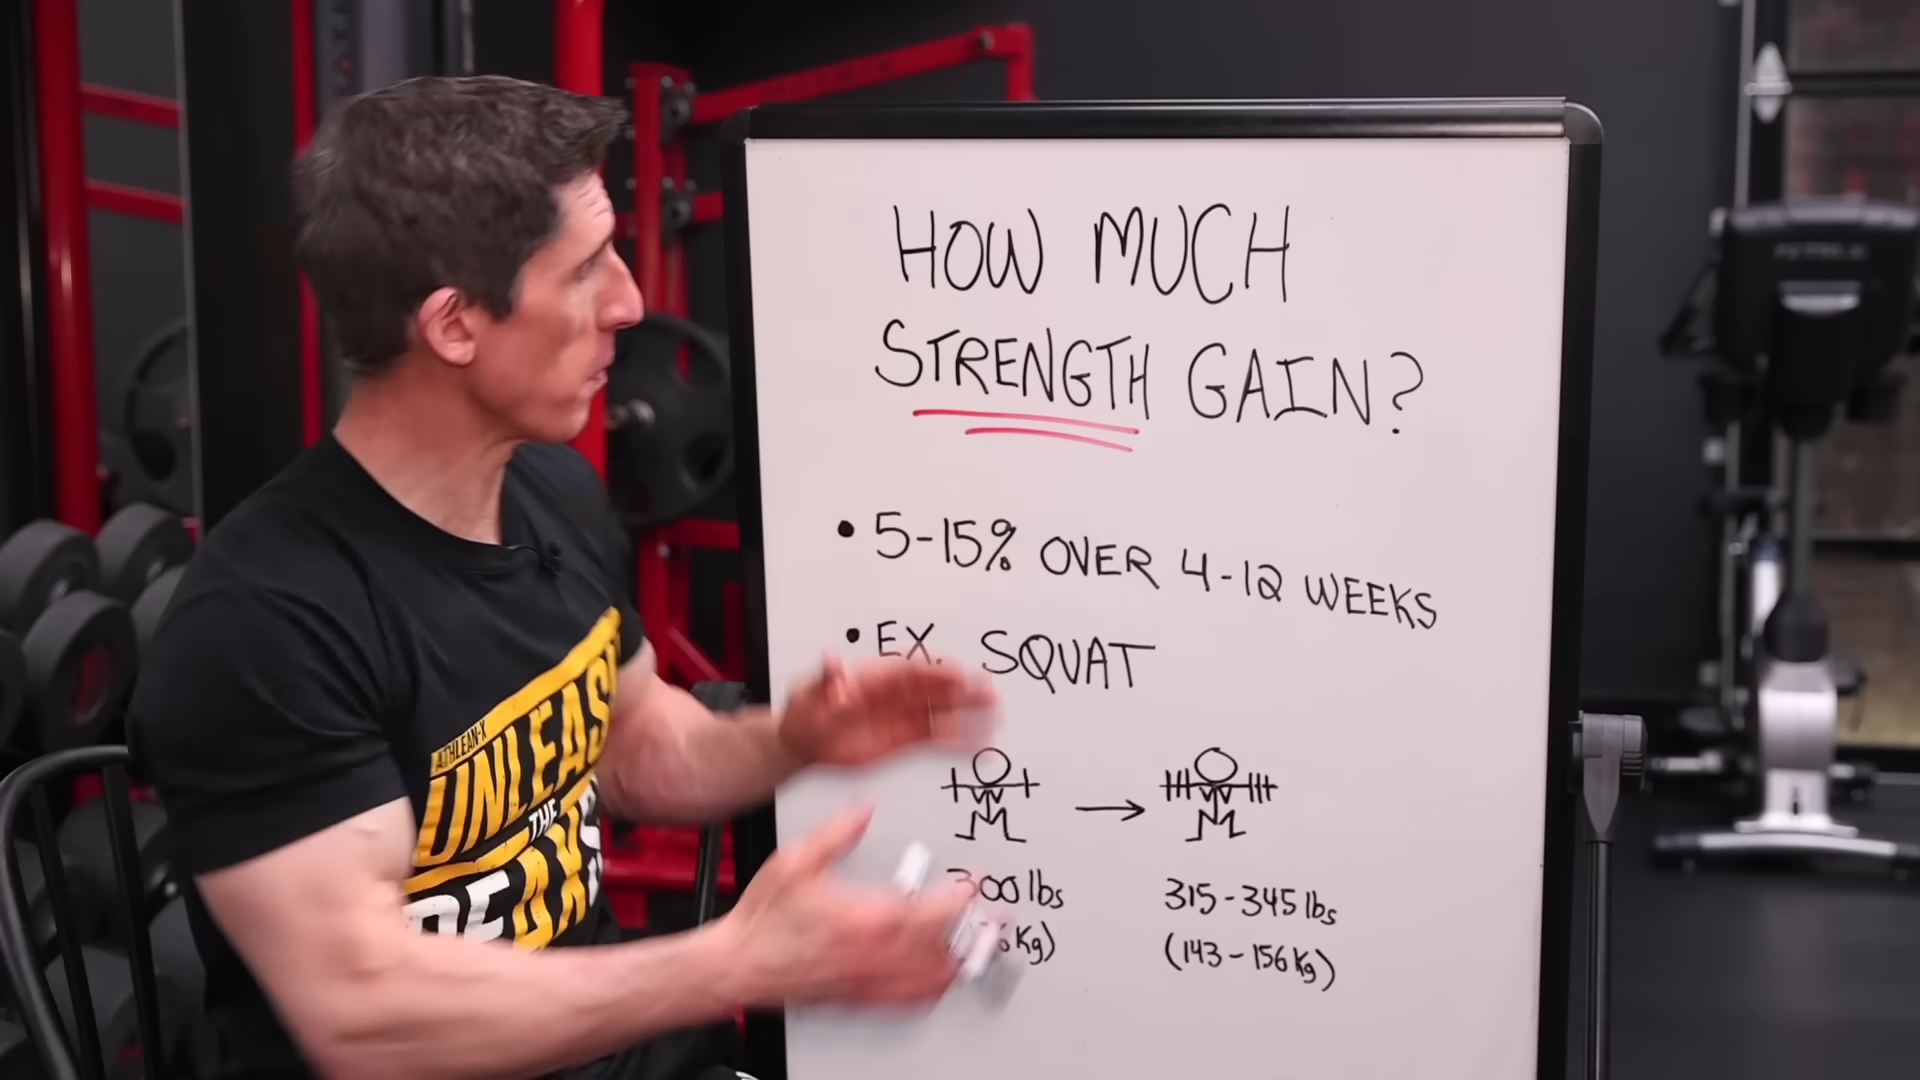 HOW MUCH
STRENGTH GAIN?
• 5-15% OVER 4-12 WEEKS
• EX. SQUAT
300 lbs
315-345 lbs
Kg)
(143-156 Kg)
ATHLEAN-X
UNLEASH
THE